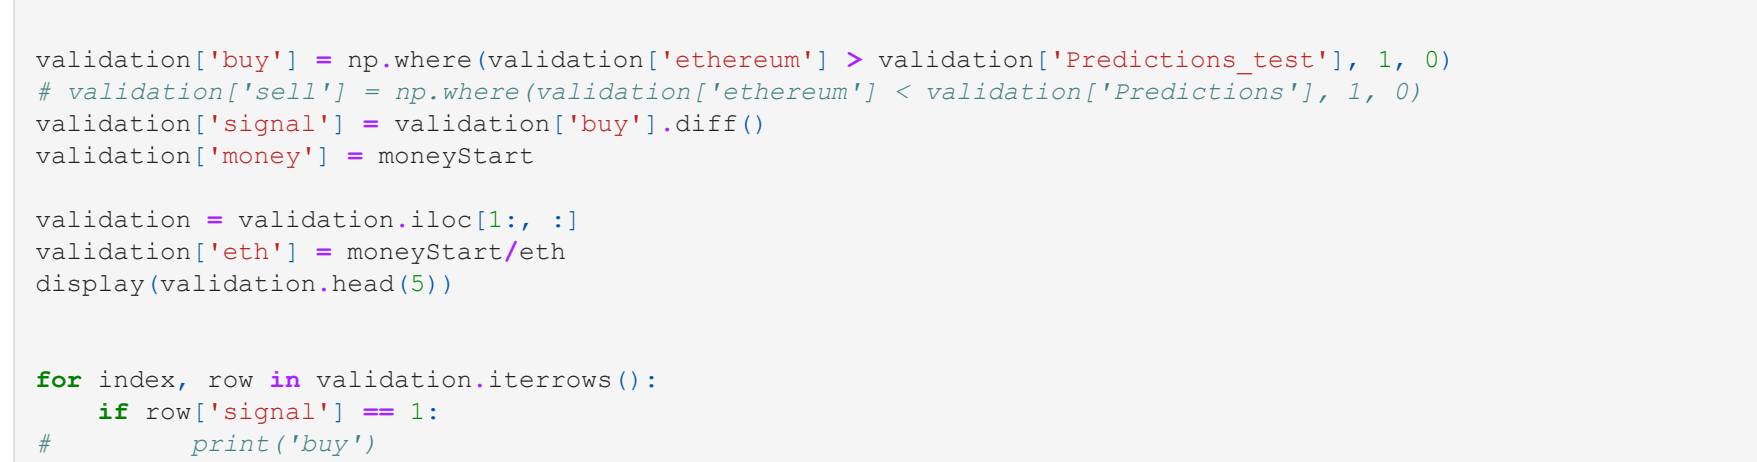 validation['buy'] = np.where(validation['ethereum'] > validation['Predictions_test'], 1, 0)
# validation['sell'] = np.where(validation['ethereum'] < validation['Predictions'], 1, 0)
validation['signal'] = validation['buy'].diff()
validation['money'] = moneyStart
validation = validation.iloc[1:, :]
validation['eth'] = moneyStart/eth
display(validation.head(5))
for index, row in validation.iterrows():
    if row['signal'] == 1:
#         print('buy')